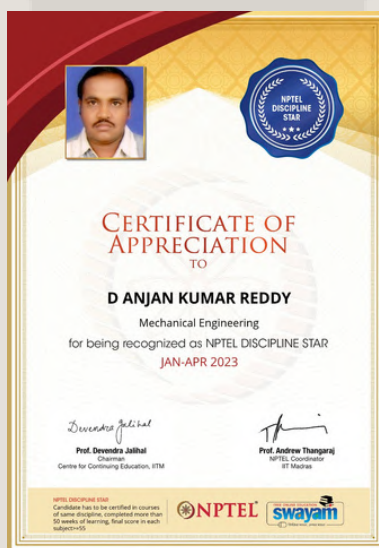 NPTEL
DISCIPLINE
STAR
CERTIFICATE OF
APPRECIATION
TO
D ANJAN KUMAR REDDY
Mechanical Engineering
for being recognized as NPTEL DISCIPLINE STAR
JAN-APR 2023
Devendra Jalihal
Prof. Devendra Jalihal
Chairman
Centre for Continuing Education, IITM
Prof. Andrew Thangaraj
NPTEL Coordinator
IIT Madras
NPTEL DISCIPLINE STAR
Candidate has to be certified in courses
of same discipline, completed more than
50 weeks of learning, final score in each
subject>=55
NPTEL
swayam